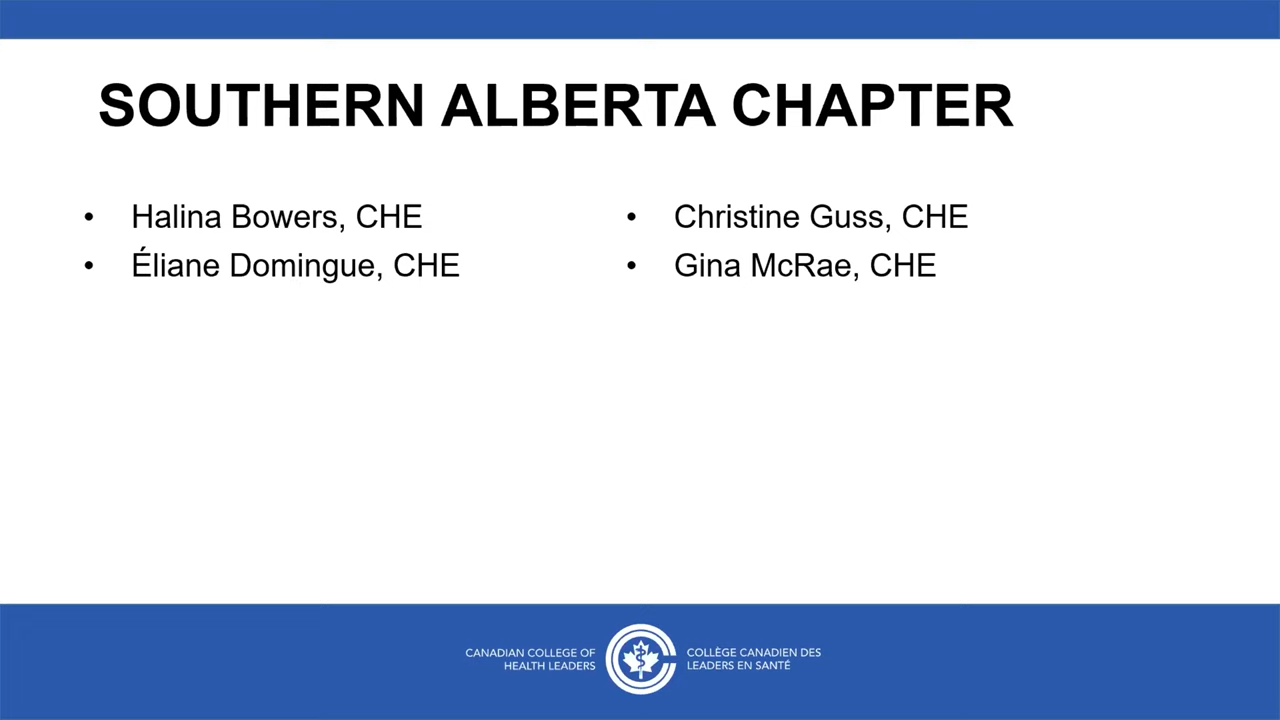 SOUTHERN ALBERTA CHAPTER
• Halina Bowers, CHE
• Éliane Domingue, CHE
• Christine Guss, CHE
• Gina McRae, CHE
CANADIAN COLLEGE OF
HEALTH LEADERS
COLLÈGE CANADIEN DES
LEADERS EN SANTÉ